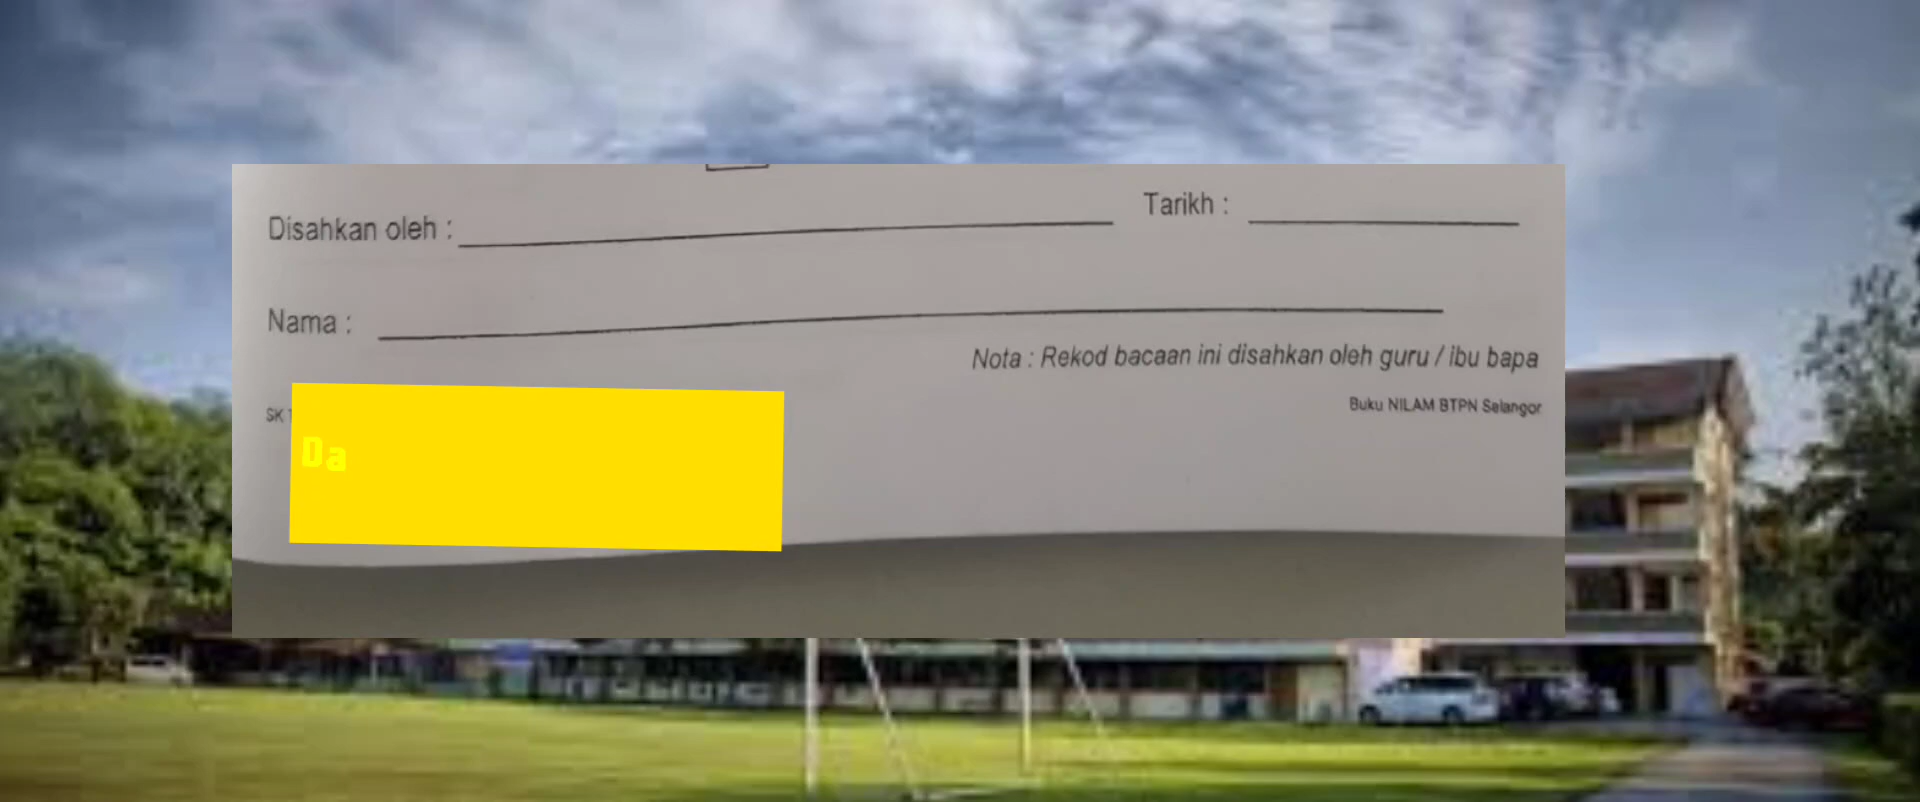 Disahkan oleh :
Tarikh :
Nama :
Nota : Rekod bacaan ini disahkan oleh guru / ibu bapa
SK
Buku NILAM BTPN Selangor
Da